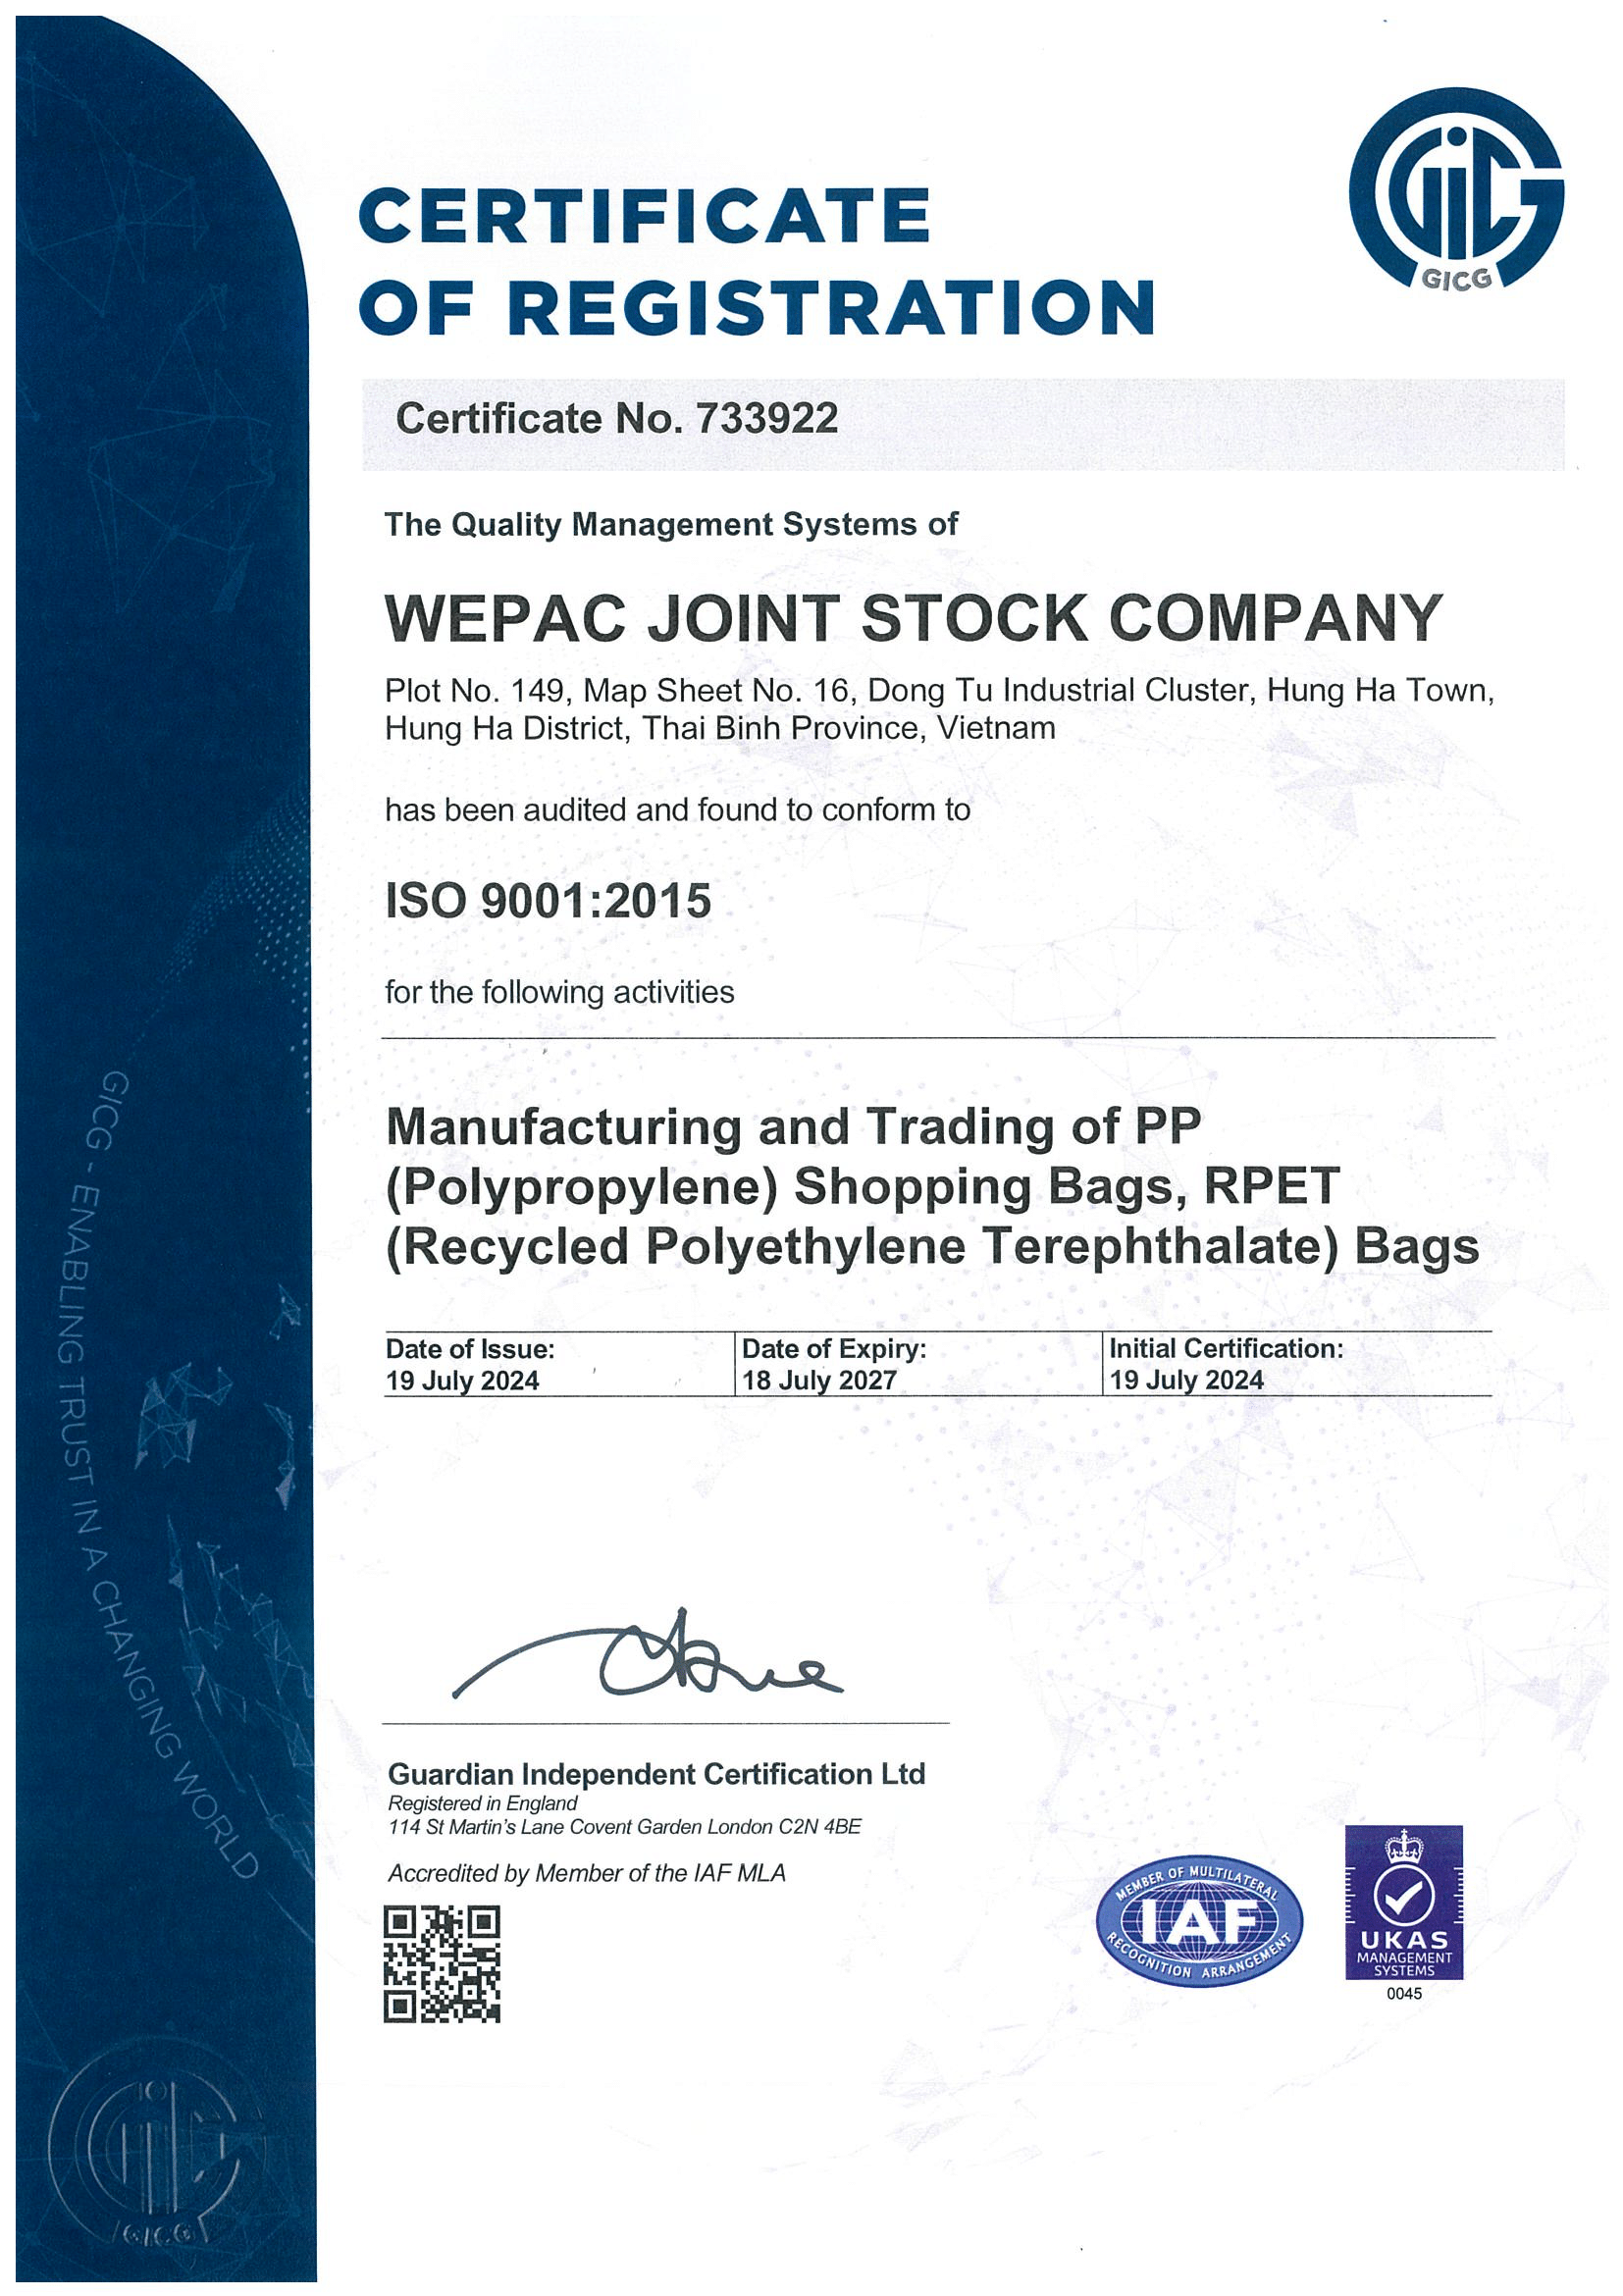 GICG
CERTIFICATE
OF REGISTRATION
Certificate No. 733922
The Quality Management Systems of
WEPAC JOINT STOCK COMPANY
Plot No. 149, Map Sheet No. 16, Dong Tu Industrial Cluster, Hung Ha Town,
Hung Ha District, Thai Binh Province, Vietnam
has been audited and found to conform to
ISO 9001:2015
for the following activities
Manufacturing and Trading of PP
(Polypropylene) Shopping Bags, RPET
(Recycled Polyethylene Terephthalate) Bags
Date of Issue:
19 July 2024
Date of Expiry:
18 July 2027
Initial Certification:
19 July 2024
GICG - ENABLING TRUST IN A CHANGING WORLD
Guardian Independent Certification Ltd
Registered in England
114 St Martin's Lane Covent Garden London C2N 4BE
Accredited by Member of the IAF MLA
MEMBER OF MULTILATERAL
IAF
RECOGNITION ARRANGEMENT
UKAS
MANAGEMENT
SYSTEMS
0045
GICG